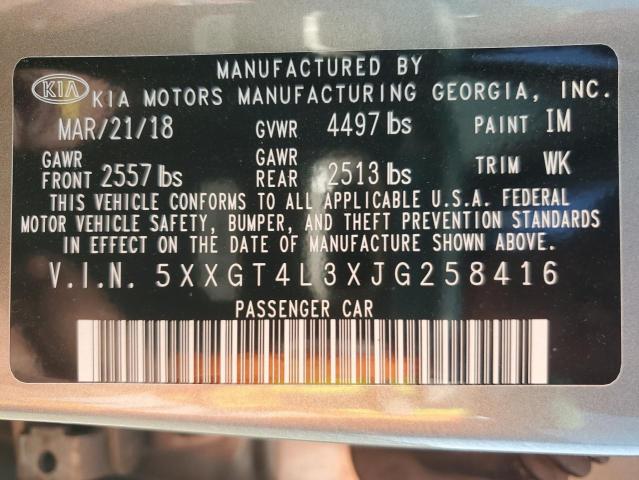 MANUFACTURED BY
KIA KIA MOTORS MANUFACTURING GEORGIA, INC.
MAR/21/18 GVWR 4497 lbs PAINT IM
GAWR FRONT 2557 lbs GAWR REAR 2513 lbs TRIM WK
THIS VEHICLE CONFORMS TO ALL APPLICABLE U.S.A. FEDERAL
MOTOR VEHICLE SAFETY, BUMPER, AND THEFT PREVENTION STANDARDS
IN EFFECT ON THE DATE OF MANUFACTURE SHOWN ABOVE.
V.I.N. 5XXGT4L3XJG258416
PASSENGER CAR